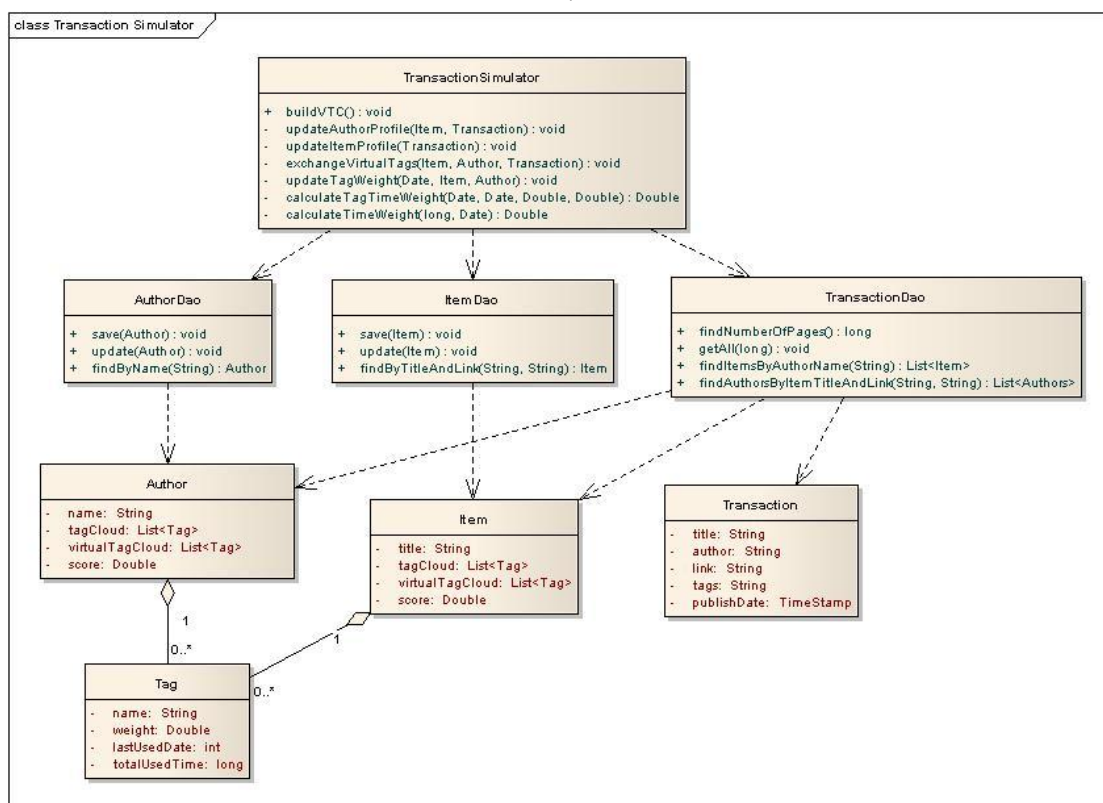 class Transaction Simulator
TransactionSimulator
+ buildVTC() : void
- updateAuthorProfile(Item, Transaction) : void
- updateItemProfile(Transaction) : void
- exchangeVirtualTags(Item, Author, Transaction) : void
- updateTagWeight(Date, Item, Author) : void
- calculateTagTimeWeight(Date, Date, Double, Double) : Double
- calculateTimeWeight(long, Date) : Double
AuthorDao
+ save(Author) : void
+ update(Author) : void
+ findByName(String) : Author
ItemDao
+ save(Item) : void
+ update(Item) : void
+ findByTitleAndLink(String, String) : Item
TransactionDao
+ findNumberOfPages() : long
+ getAll(long) : void
+ findItemsByAuthorName(String) : List<Item>
+ findAuthorsByItemTitleAndLink(String, String) : List<Authors>
Author
- name: String
- tagCloud: List<Tag>
- virtualTagCloud: List<Tag>
- score: Double
Item
- title: String
- tagCloud: List<Tag>
- virtualTagCloud: List<Tag>
- score: Double
Transaction
- title: String
- author: String
- link: String
- tags: String
- publishDate: TimeStamp
1
0..*
1
0..*
Tag
- name: String
- weight: Double
- lastUsedDate: int
- totalUsedTime: long